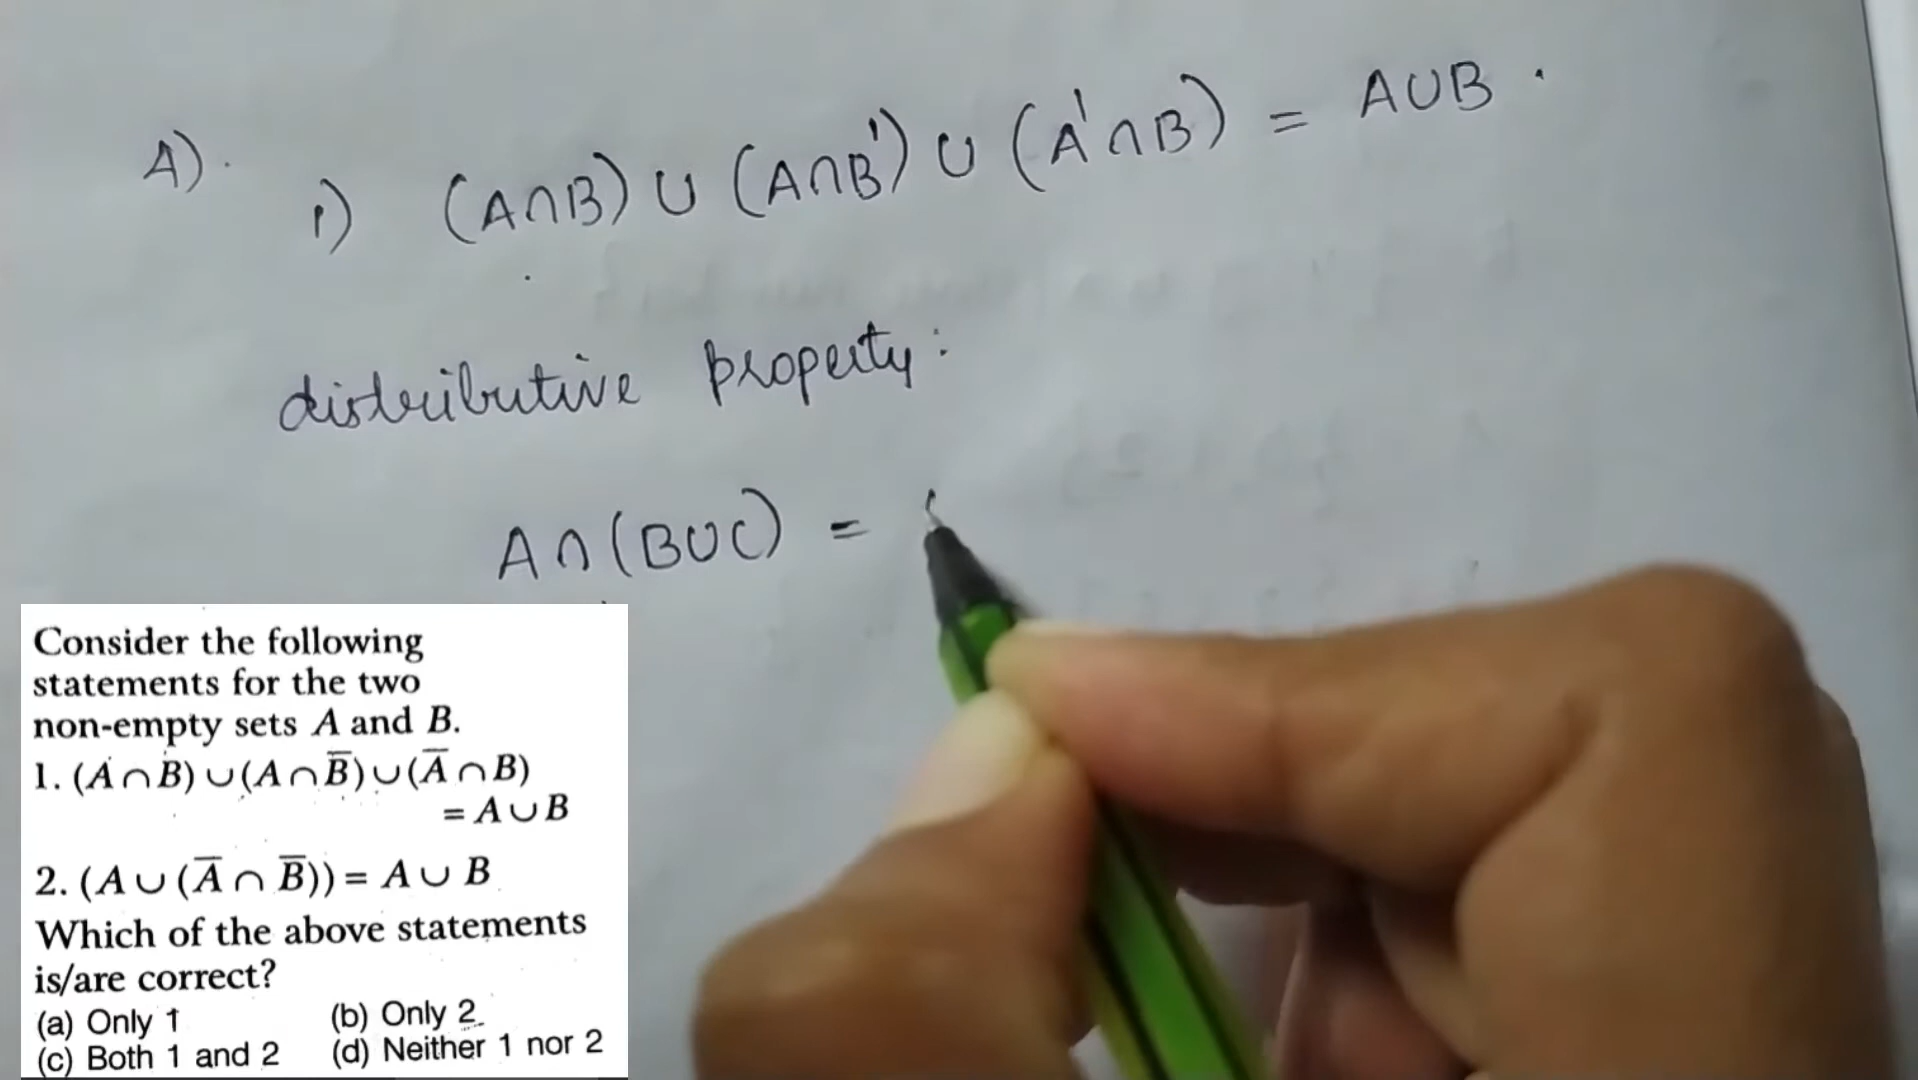 A).
1) (A∩B) ∪ (A∩B') ∪ (A'∩B) = A∪B .
distributive property :
A∩(B∪C) = (
Consider the following
statements for the two
non-empty sets A and B.
1. (A∩B)∪(A∩B̅)∪(A̅∩B)
= A∪B
2. (A∪(A̅∩B̅)) = A∪B
Which of the above statements
is/are correct?
(a) Only 1 (b) Only 2
(c) Both 1 and 2 (d) Neither 1 nor 2